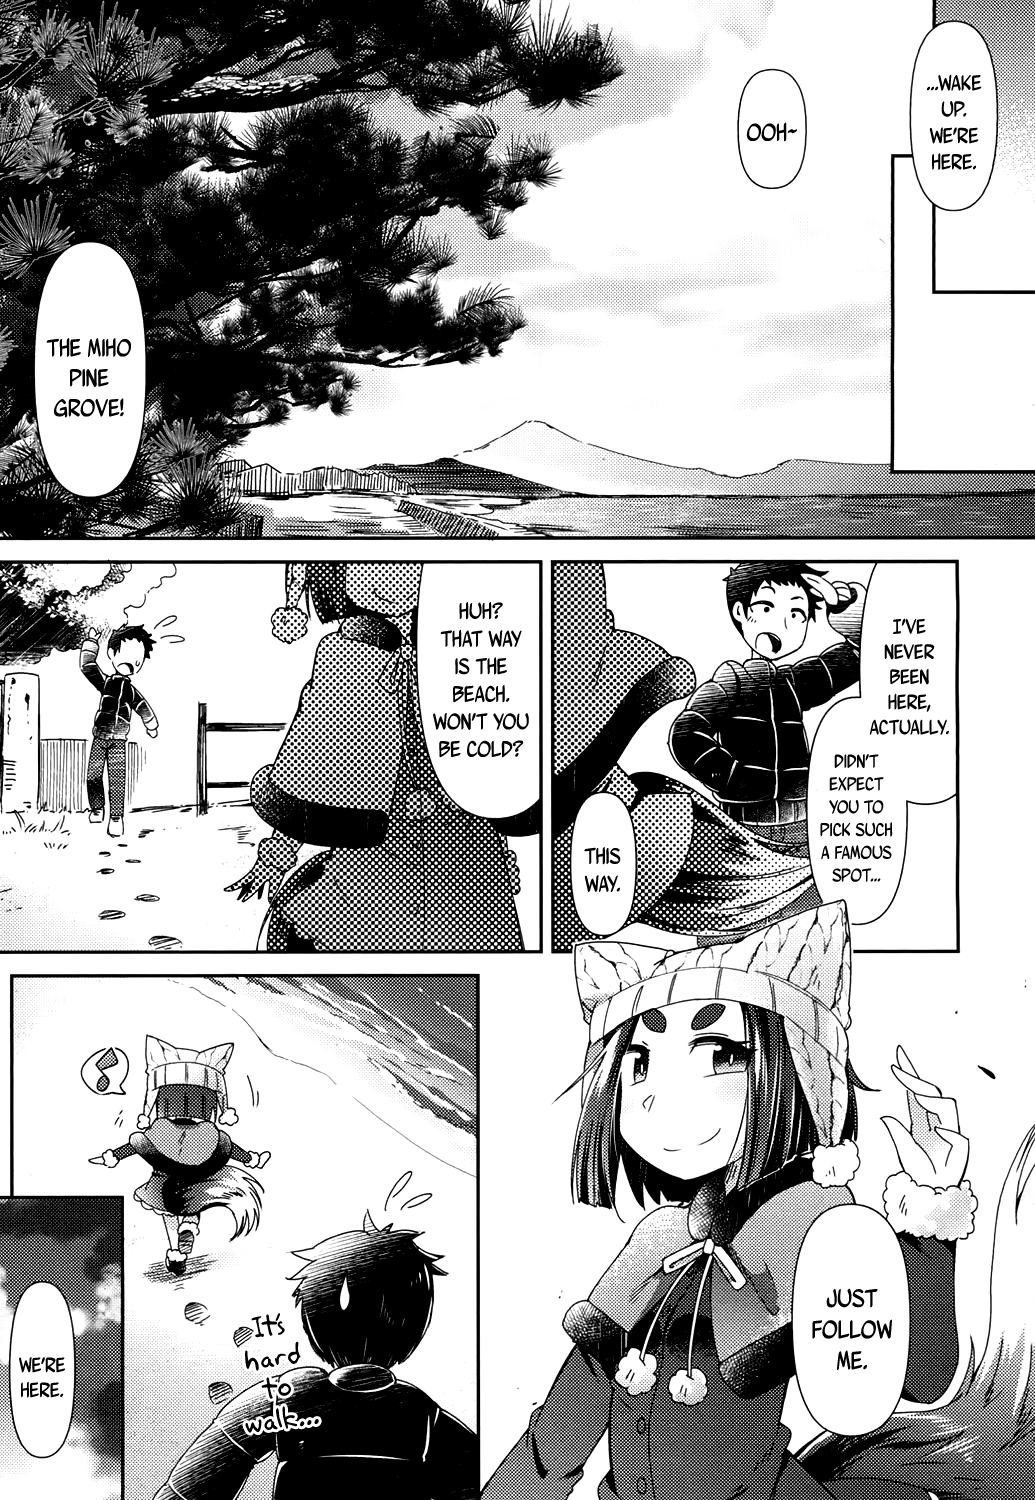 ...WAKE
UP.
WE'RE
HERE.
OOH~
THE MIHO
PINE
GROVE!
I'VE
NEVER
BEEN
HERE,
ACTUALLY.
DIDN'T
EXPECT
YOU TO
PICK SUCH
A FAMOUS
SPOT...
THIS
WAY.
HUH?
THAT WAY
IS THE
BEACH.
WON'T YOU
BE COLD?
JUST
FOLLOW
ME.
It's
hard
to
walk...
WE'RE
HERE.